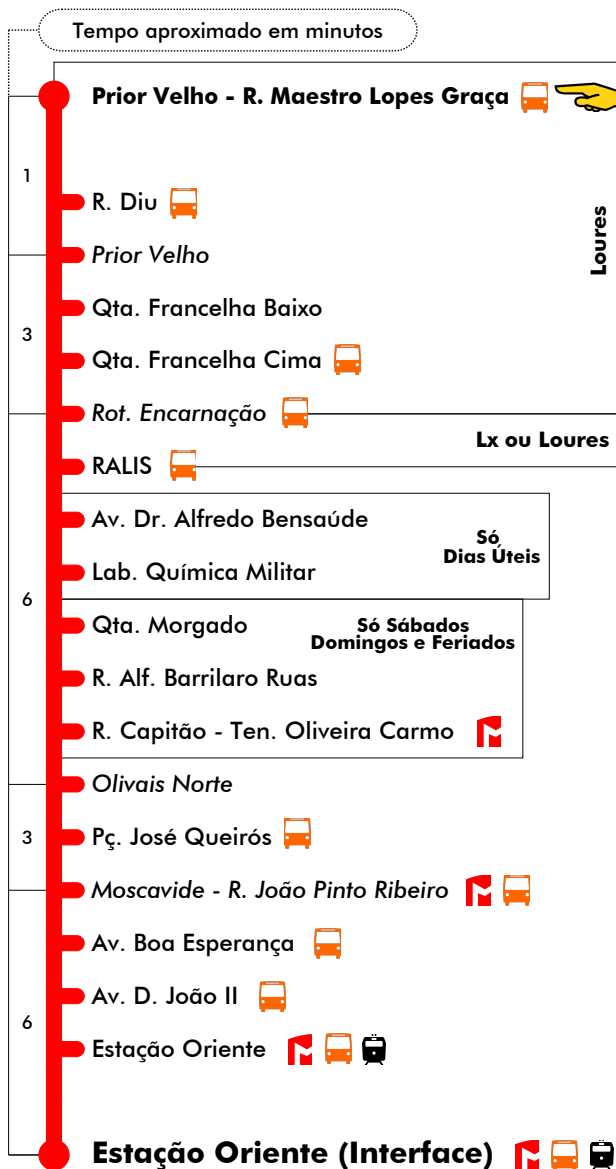 Tempo aproximado em minutos
Prior Velho - R. Maestro Lopes Graça
1
R. Diu
Loures
Prior Velho
Qta. Francelha Baixo
3
Qta. Francelha Cima
Rot. Encarnação
Lx ou Loures
RALIS
Av. Dr. Alfredo Bensaúde
Só
Dias Úteis
Lab. Química Militar
6
Qta. Morgado
Só Sábados
Domingos e Feriados
R. Alf. Barrilaro Ruas
R. Capitão - Ten. Oliveira Carmo
Olivais Norte
3
Pç. José Queirós
Moscavide - R. João Pinto Ribeiro
Av. Boa Esperança
Av. D. João II
6
Estação Oriente
Estação Oriente (Interface)